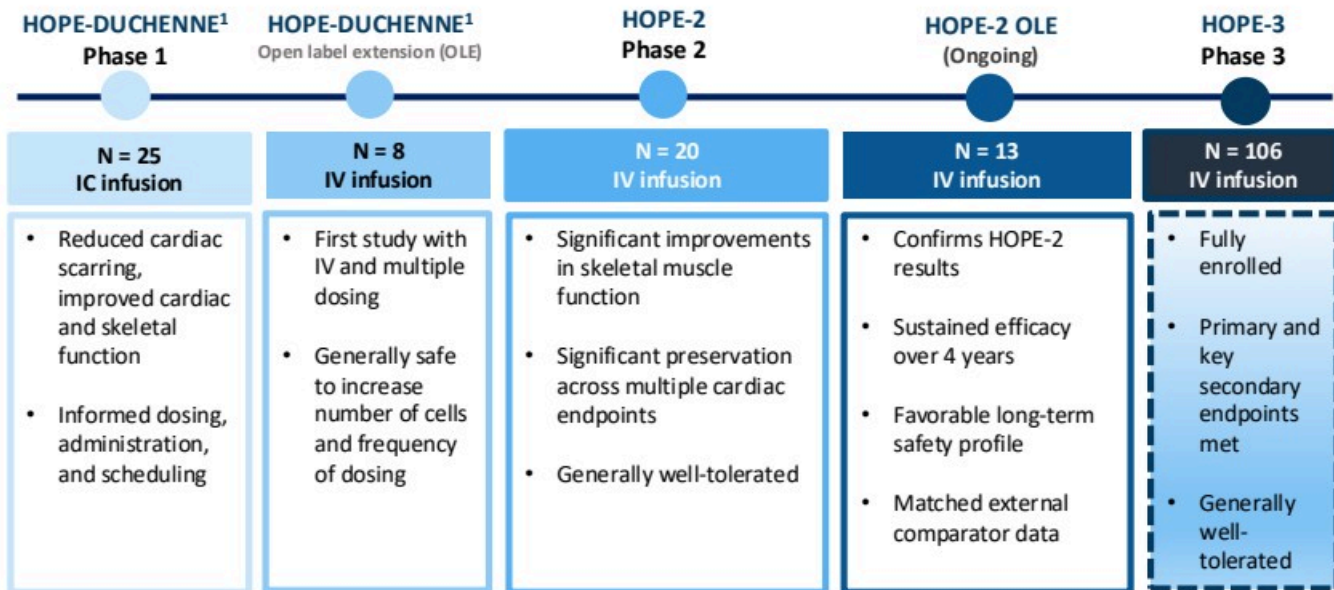 HOPE-DUCHENNE¹
Phase 1
HOPE-DUCHENNE¹
Open label extension (OLE)
HOPE-2
Phase 2
HOPE-2 OLE
(Ongoing)
HOPE-3
Phase 3
N = 25
IC infusion
N = 8
IV infusion
N = 20
IV infusion
N = 13
IV infusion
N = 106
IV infusion
• Reduced cardiac
scarring,
improved cardiac
and skeletal
function
• Informed dosing,
administration,
and scheduling
• First study with
IV and multiple
dosing
• Generally safe
to increase
number of cells
and frequency
of dosing
• Significant improvements
in skeletal muscle
function
• Significant preservation
across multiple cardiac
endpoints
• Generally well-tolerated
• Confirms HOPE-2
results
• Sustained efficacy
over 4 years
• Favorable long-term
safety profile
• Matched external
comparator data
• Fully
enrolled
• Primary and
key
secondary
endpoints
met
• Generally
well-
tolerated